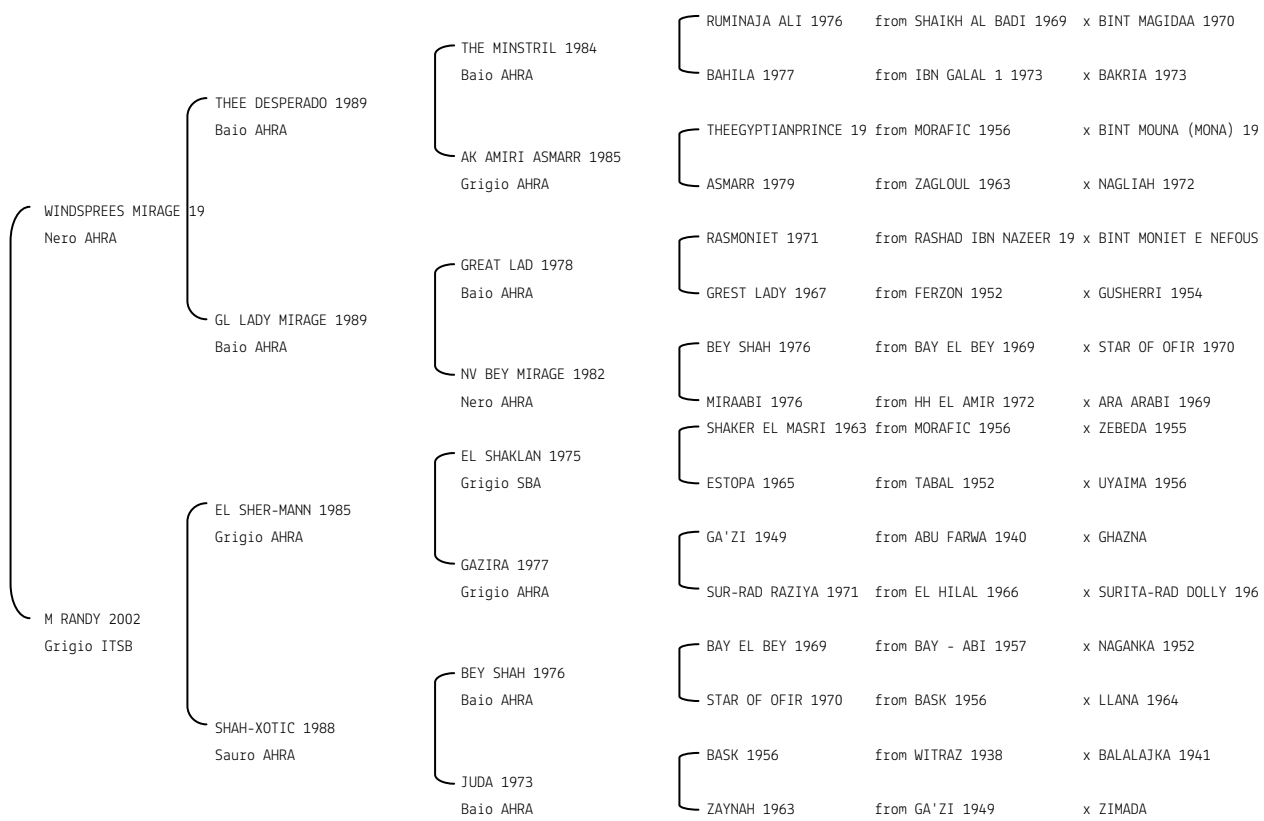 RUMINAJA ALI 1976 from SHAIKH AL BADI 1969 x BINT MAGIDAA 1970
THE MINSTRIL 1984
Baio AHRA
BAHILA 1977 from IBN GALAL 1 1973 x BAKRIA 1973
THEE DESPERADO 1989
Baio AHRA
THEEGYPTIANPRINCE 19 from MORAFIC 1956 x BINT MOUNA (MONA) 19
AK AMIRI ASMARR 1985
Grigio AHRA
ASMARR 1979 from ZAGLOUL 1963 x NAGLIAH 1972
WINDSPREES MIRAGE 19
Nero AHRA
RASMONIET 1971 from RASHAD IBN NAZEER 19 x BINT MONIET E NEFOUS
GREAT LAD 1978
Baio AHRA
GREST LADY 1967 from FERZON 1952 x GUSHERRI 1954
GL LADY MIRAGE 1989
Baio AHRA
BEY SHAH 1976 from BAY EL BEY 1969 x STAR OF OFIR 1970
NV BEY MIRAGE 1982
Nero AHRA
MIRAABI 1976 from HH EL AMIR 1972 x ARA ARABI 1969
SHAKER EL MASRI 1963 from MORAFIC 1956 x ZEBEDA 1955
EL SHAKLAN 1975
Grigio SBA
ESTOPA 1965 from TABAL 1952 x UYAIMA 1956
EL SHER-MANN 1985
Grigio AHRA
GA'ZI 1949 from ABU FARWA 1940 x GHAZNA
GAZIRA 1977
Grigio AHRA
SUR-RAD RAZIYA 1971 from EL HILAL 1966 x SURITA-RAD DOLLY 196
M RANDY 2002
Grigio ITSB
BAY EL BEY 1969 from BAY - ABI 1957 x NAGANKA 1952
BEY SHAH 1976
Baio AHRA
STAR OF OFIR 1970 from BASK 1956 x LLANA 1964
SHAH-XOTIC 1988
Sauro AHRA
BASK 1956 from WITRAZ 1938 x BALALAJKA 1941
JUDA 1973
Baio AHRA
ZAYNAH 1963 from GA'ZI 1949 x ZIMADA